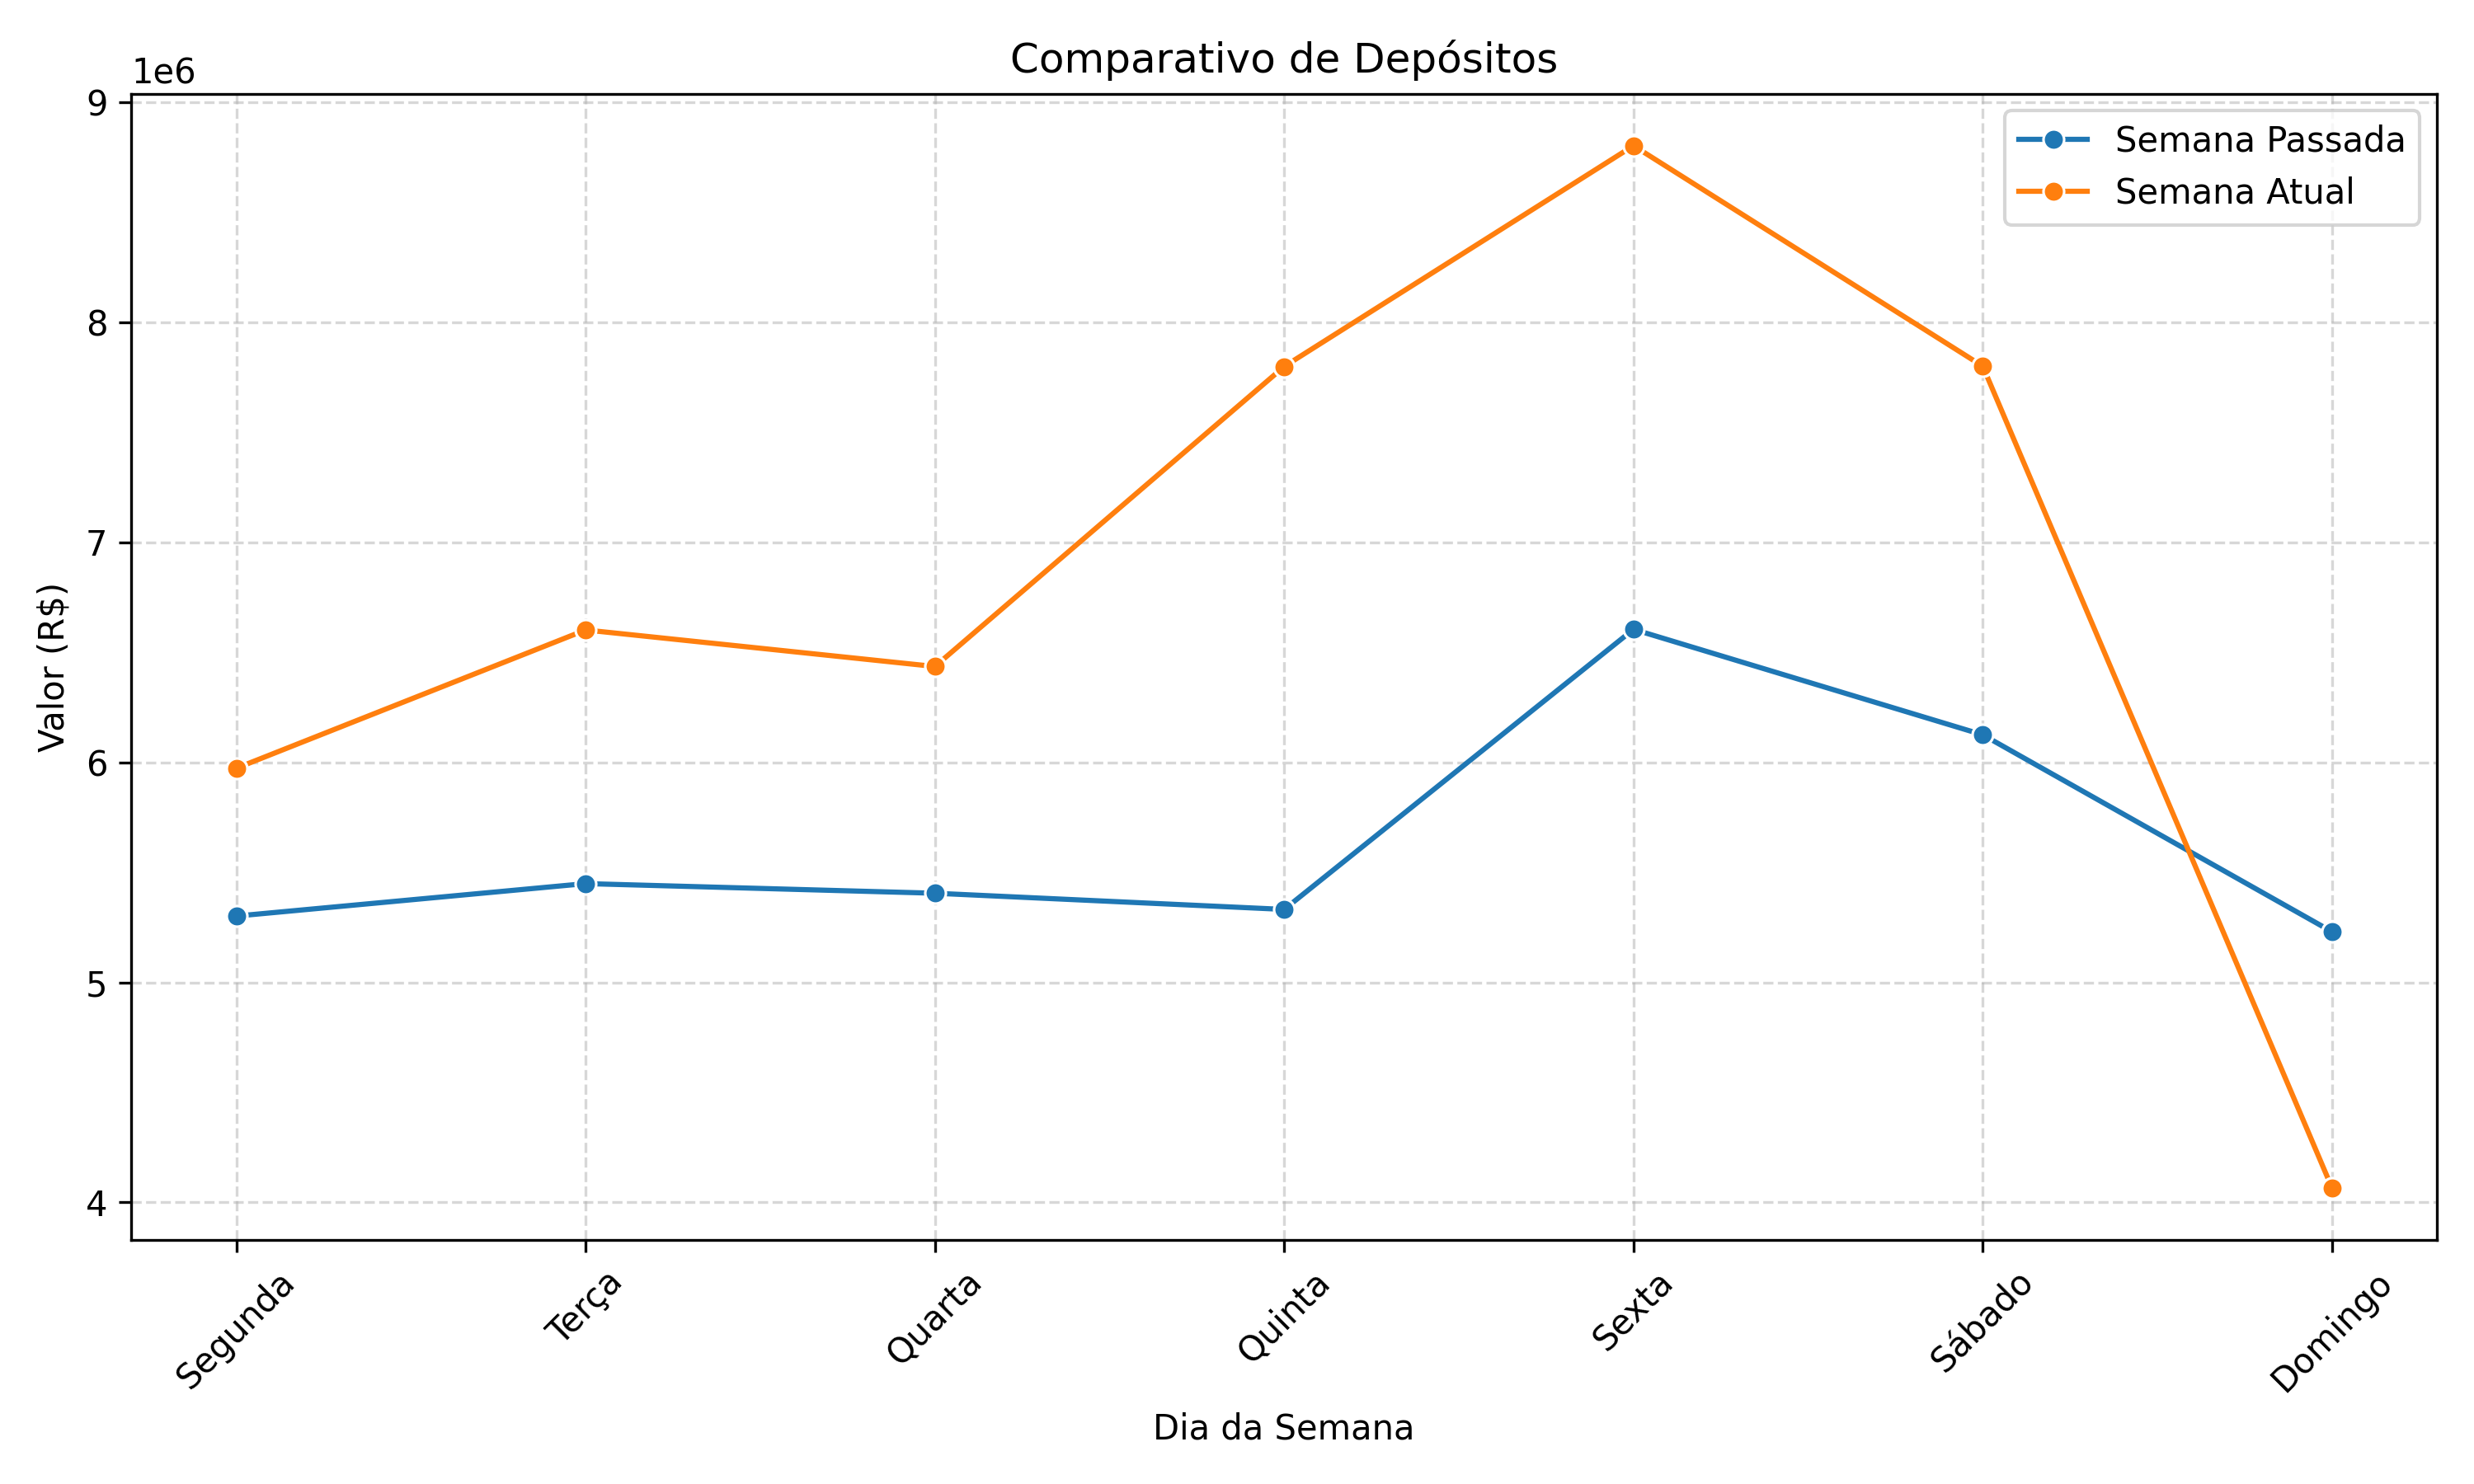 Comparativo de Depósitos
1e6
9
8
7
6
5
4
Valor (R$)
Semana Passada
Semana Atual
Segunda
Terça
Quarta
Quinta
Sexta
Sábado
Domingo
Dia da Semana